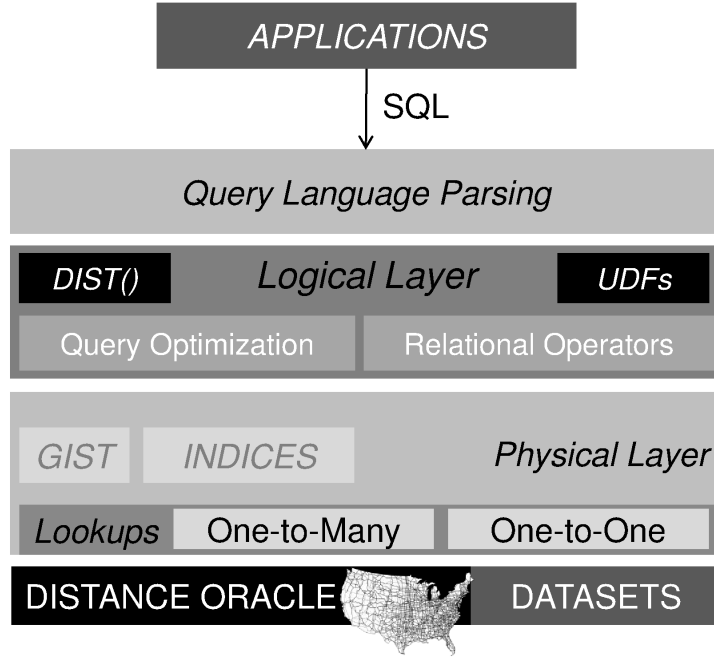 APPLICATIONS
SQL
Query Language Parsing
DIST() Logical Layer UDFs
Query Optimization Relational Operators
GIST INDICES Physical Layer
Lookups One-to-Many One-to-One
DISTANCE ORACLE DATASETS